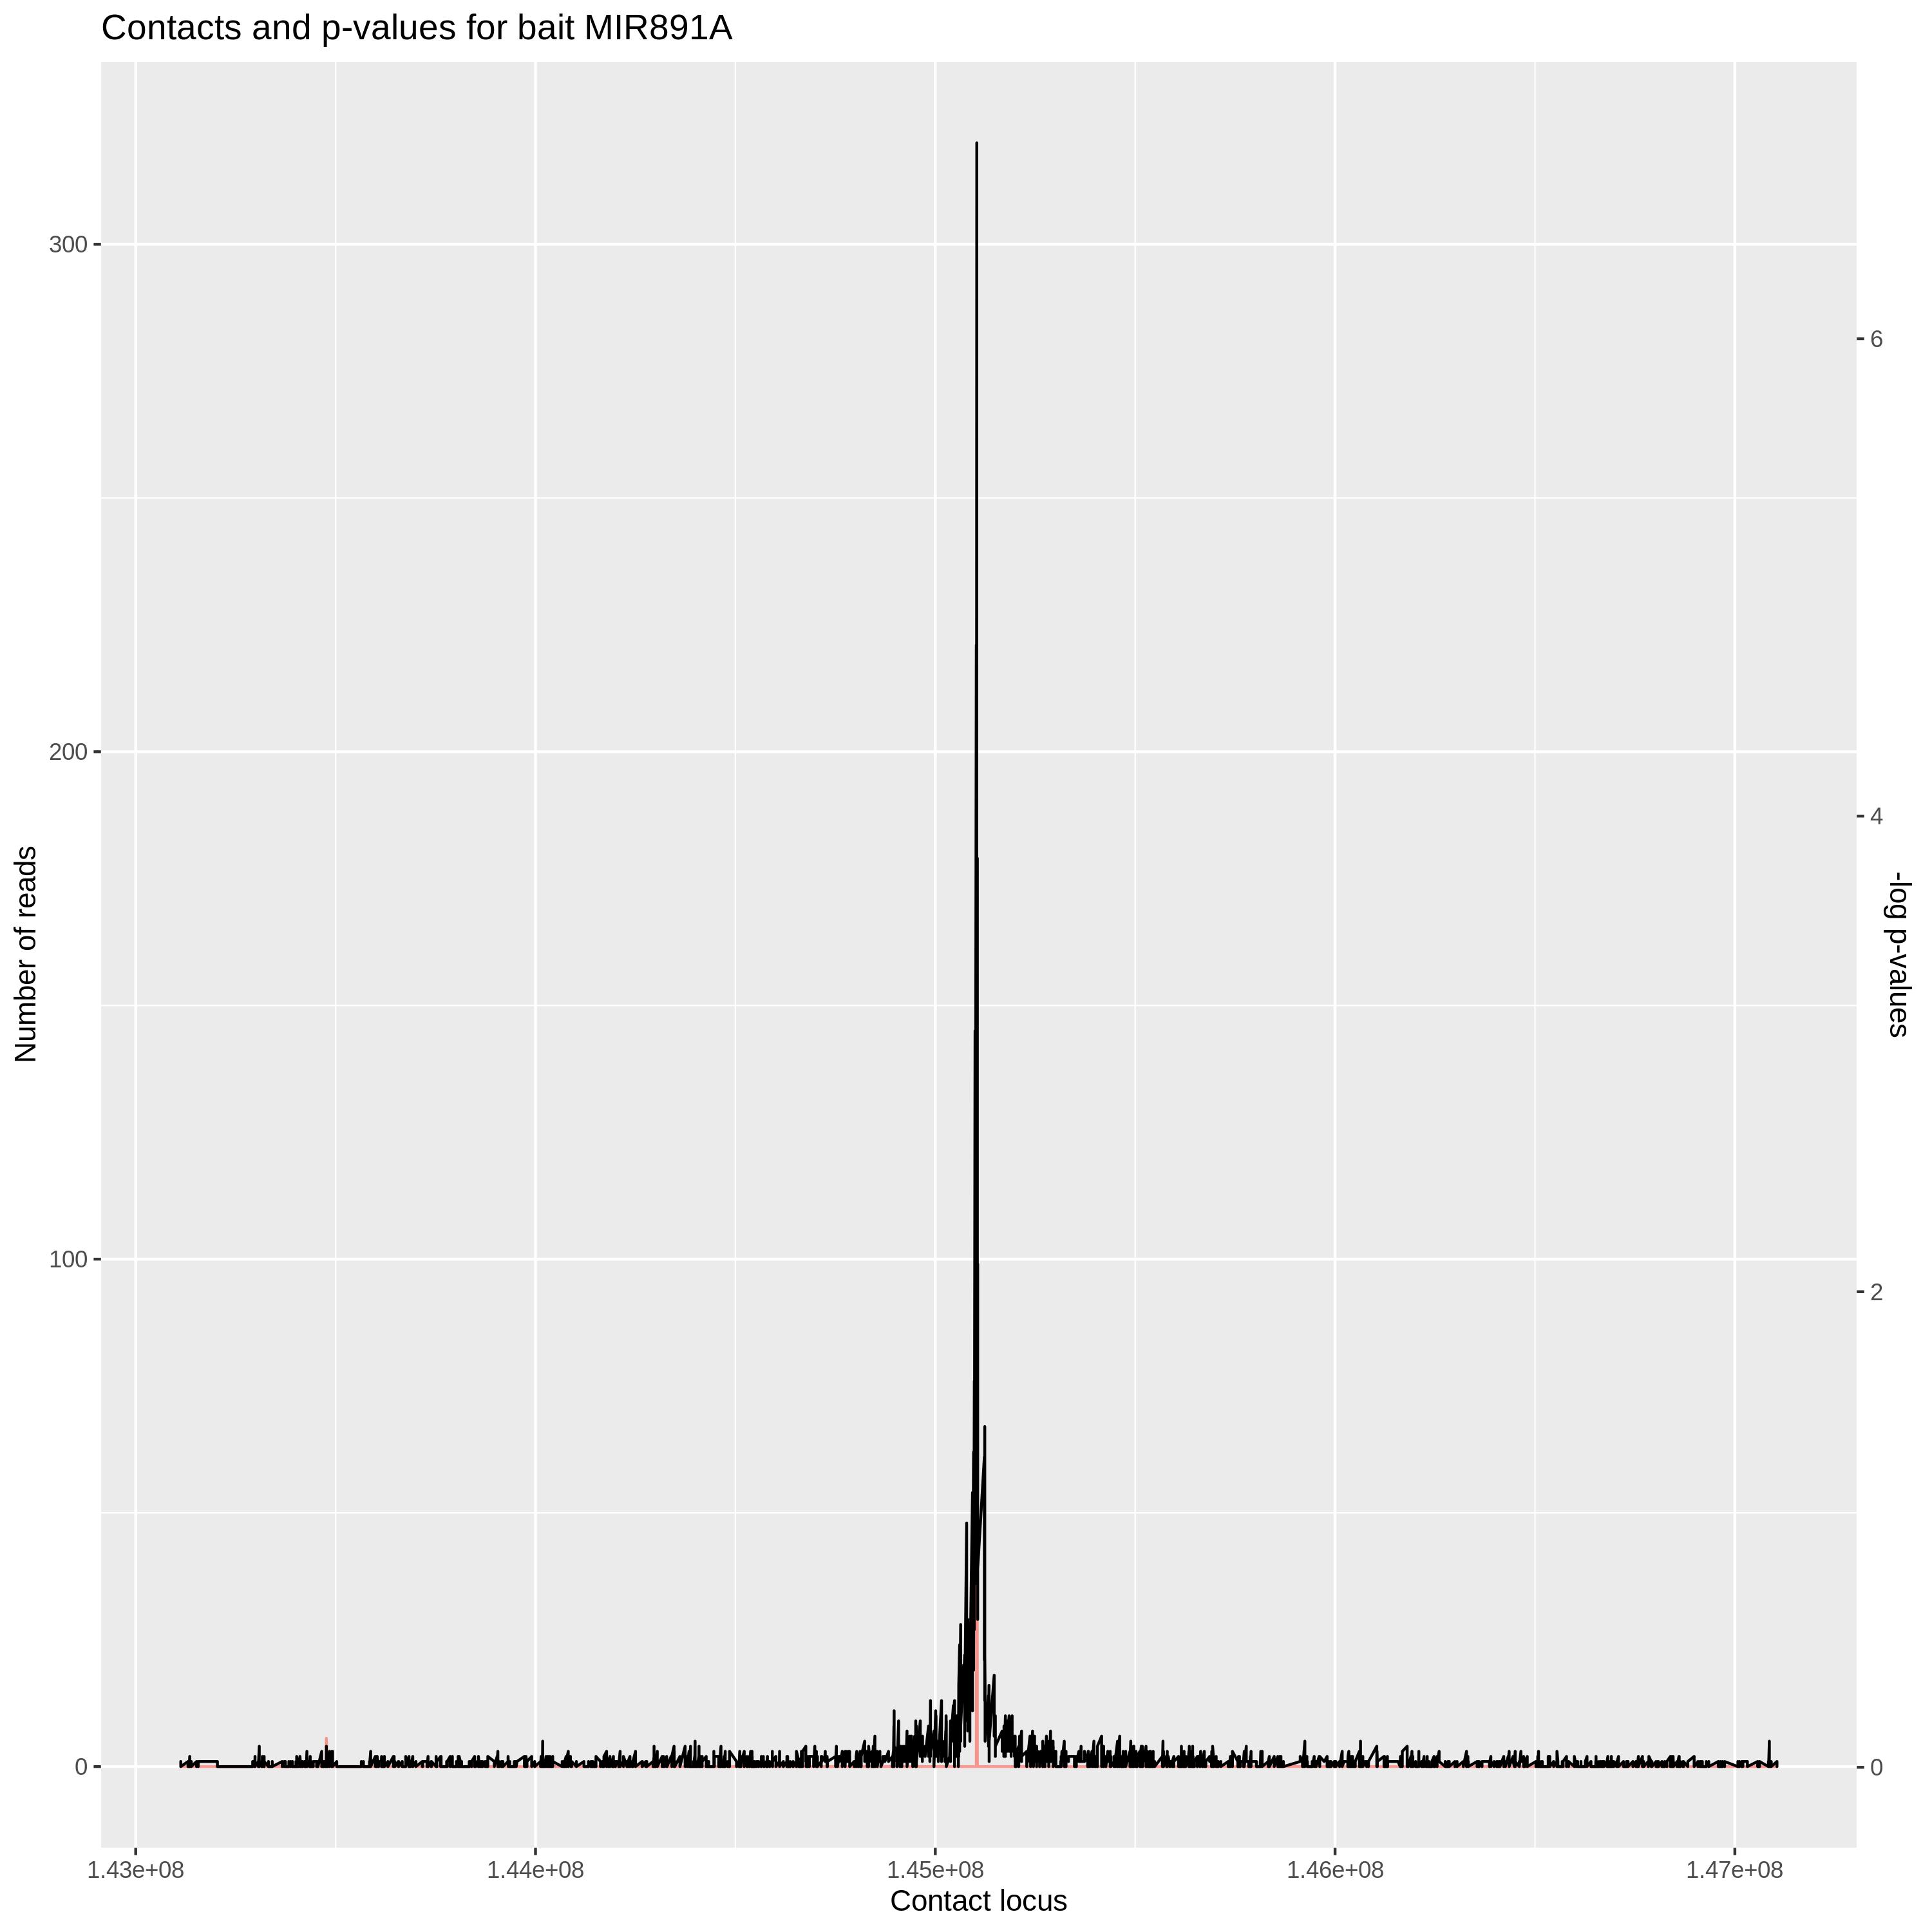 Contacts and p-values for bait MIR891A
300
200
100
0
Number of reads
6
4
2
0
-log p-values
1.43e+08
1.44e+08
1.45e+08
1.46e+08
1.47e+08
Contact locus